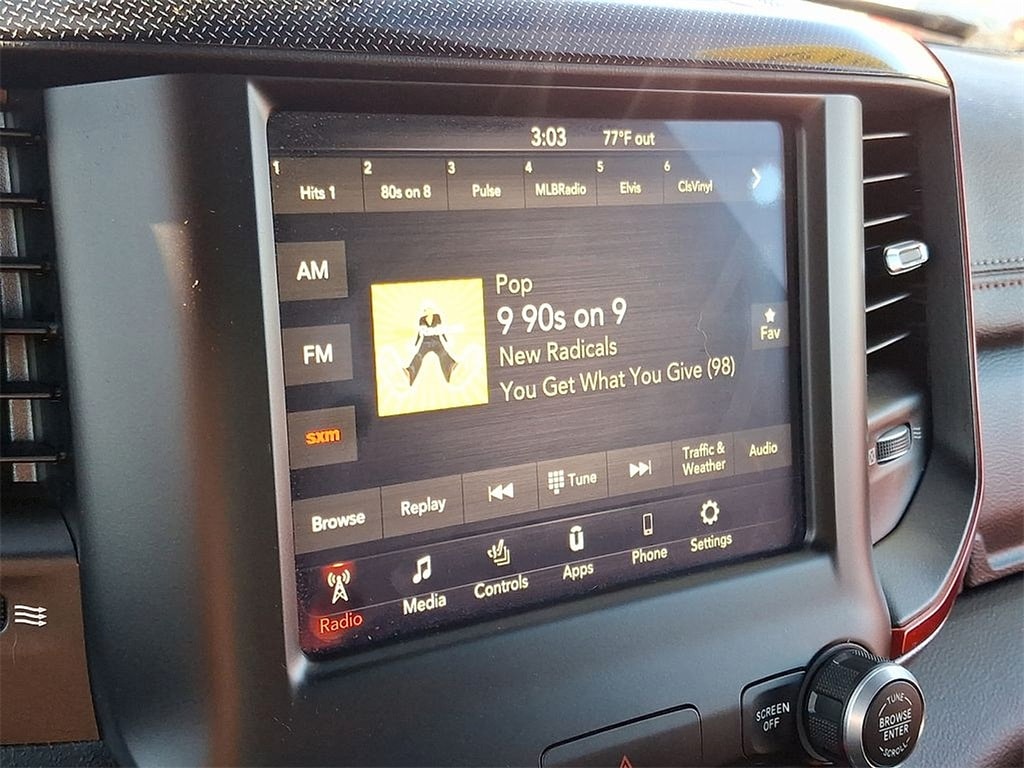 3:03 77°F out
1 2 3 4 5 6
Hits 1 80s on 8 Pulse MLBRadio Elvis ClsVinyl
AM
Pop
9 90s on 9
FM
New Radicals
You Get What You Give (98)
Fav
sxm
Browse Replay Tune Traffic &
Weather Audio
Radio Media Controls Apps Phone Settings
SCREEN
OFF
TUNE
BROWSE
ENTER
SCROLL